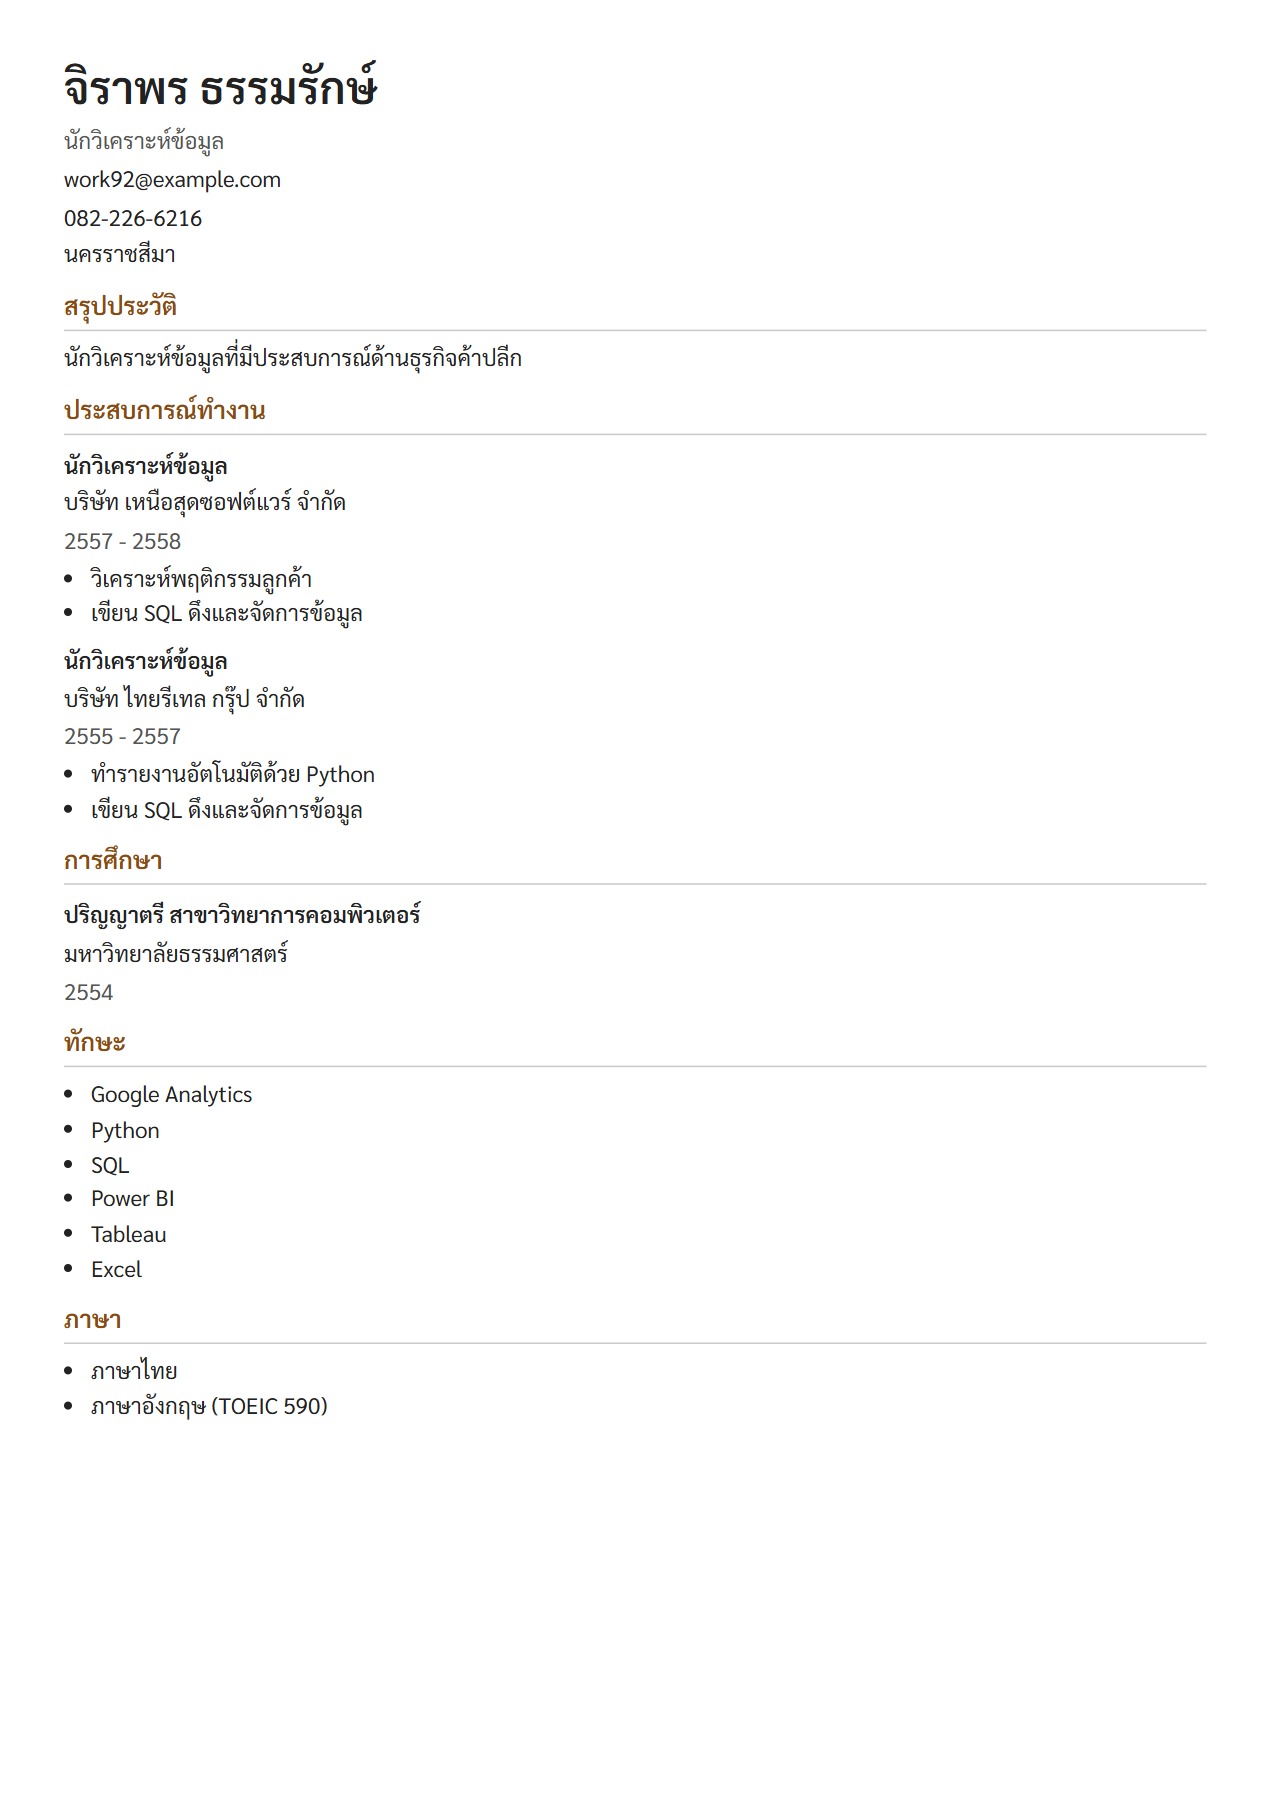 จิราพร ธรรมรักษ์
นักวิเคราะห์ข้อมูล
work92@example.com
082-226-6216
นครราชสีมา
สรุปประวัติ
นักวิเคราะห์ข้อมูลที่มีประสบการณ์ด้านธุรกิจค้าปลีก
ประสบการณ์ทำงาน
นักวิเคราะห์ข้อมูล
บริษัท เหนือสุดซอฟต์แวร์ จำกัด
2557 - 2558
• วิเคราะห์พฤติกรรมลูกค้า
• เขียน SQL ดึงและจัดการข้อมูล
นักวิเคราะห์ข้อมูล
บริษัท ไทยรีเทล กรุ๊ป จำกัด
2555 - 2557
• ทำรายงานอัตโนมัติด้วย Python
• เขียน SQL ดึงและจัดการข้อมูล
การศึกษา
ปริญญาตรี สาขาวิทยาการคอมพิวเตอร์
มหาวิทยาลัยธรรมศาสตร์
2554
ทักษะ
• Google Analytics
• Python
• SQL
• Power BI
• Tableau
• Excel
ภาษา
• ภาษาไทย
• ภาษาอังกฤษ (TOEIC 590)